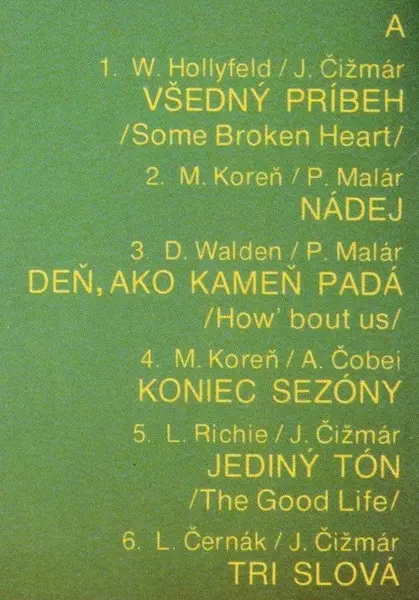 A
1. W. Hollyfeld / J. Čižmár
VŠEDNÝ PRÍBEH
/Some Broken Heart/
2. M. Koreň / P. Malár
NÁDEJ
3. D. Walden / P. Malár
DEŇ, AKO KAMEŇ PADÁ
/How' bout us/
4. M. Koreň / A. Čobej
KONIEC SEZÓNY
5. L. Richie / J. Čižmár
JEDINÝ TÓN
/The Good Life/
6. L. Černák / J. Čižmár
TRI SLOVÁ